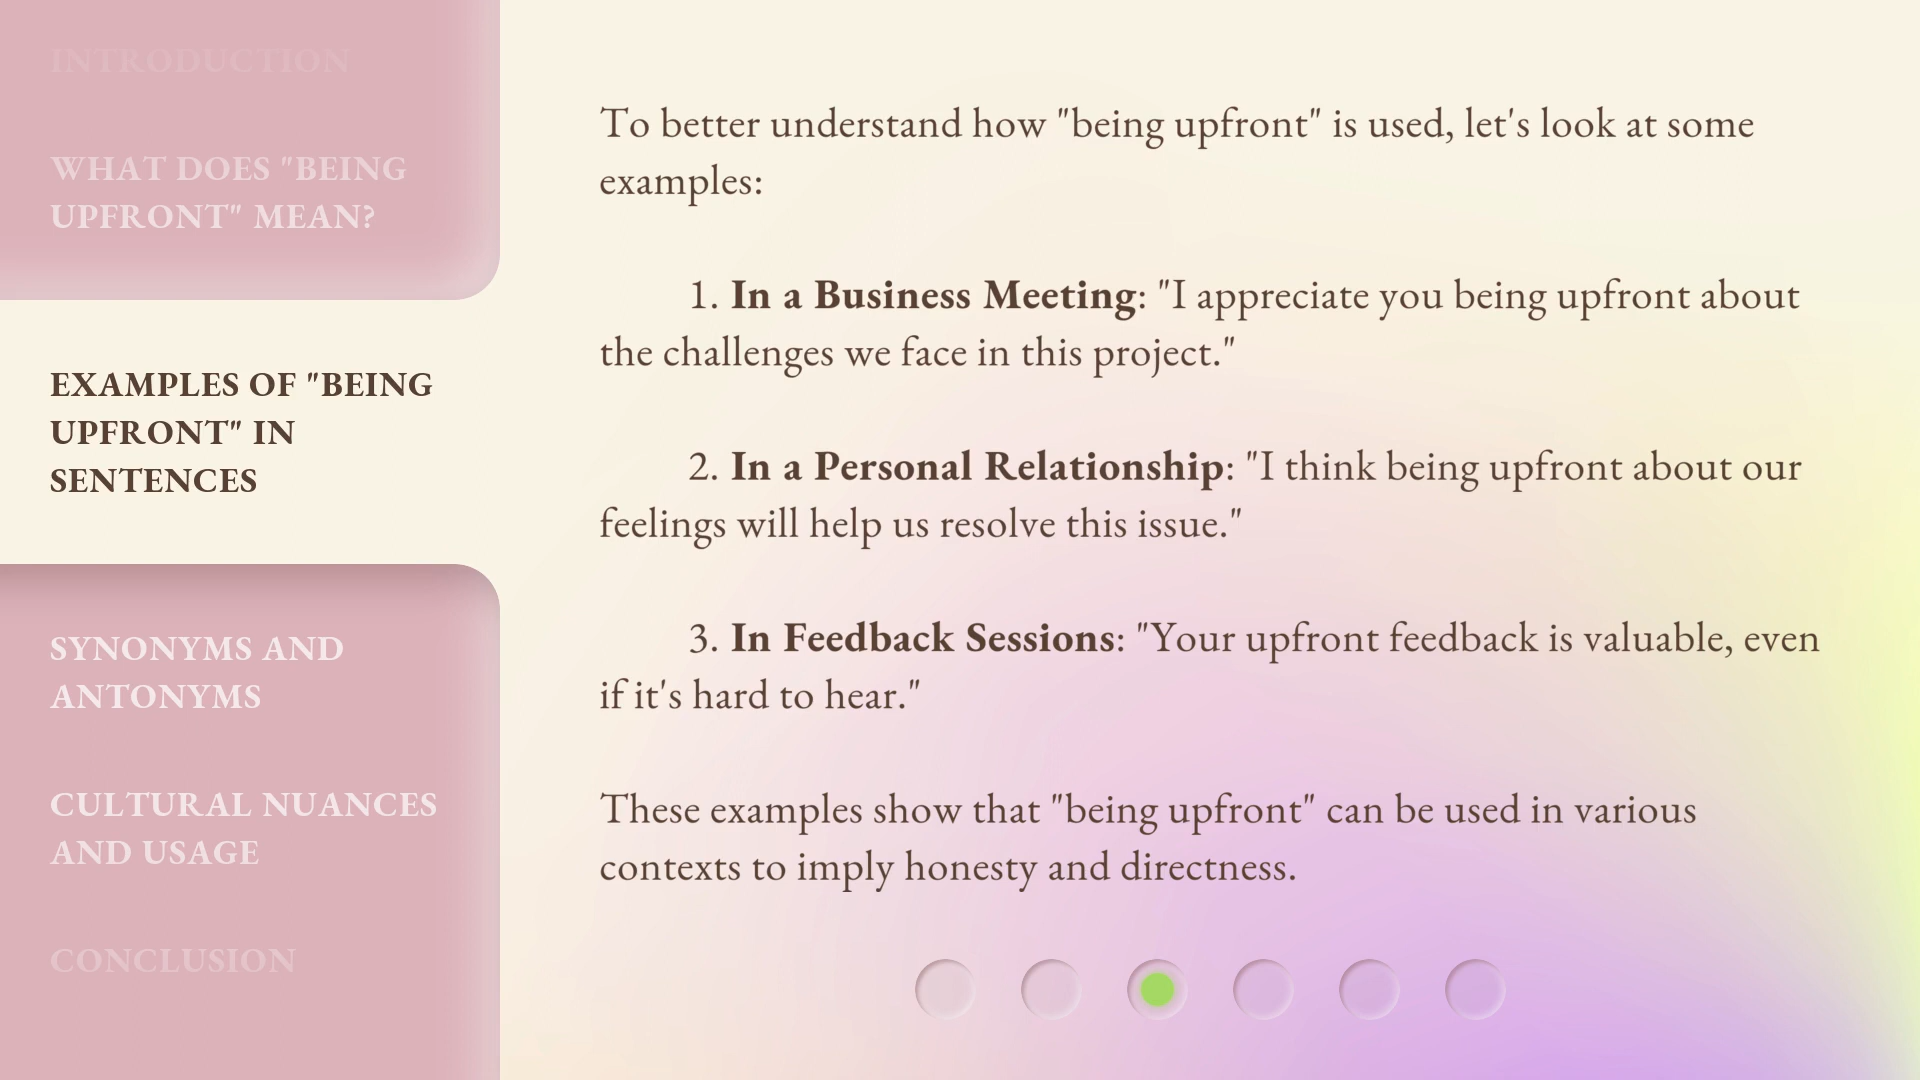 INTRODUCTION
WHAT DOES "BEING
UPFRONT" MEAN?
EXAMPLES OF "BEING
UPFRONT" IN
SENTENCES
SYNONYMS AND
ANTONYMS
CULTURAL NUANCES
AND USAGE
CONCLUSION
To better understand how "being upfront" is used, let's look at some
examples:
1. In a Business Meeting: "I appreciate you being upfront about
the challenges we face in this project."
2. In a Personal Relationship: "I think being upfront about our
feelings will help us resolve this issue."
3. In Feedback Sessions: "Your upfront feedback is valuable, even
if it's hard to hear."
These examples show that "being upfront" can be used in various
contexts to imply honesty and directness.